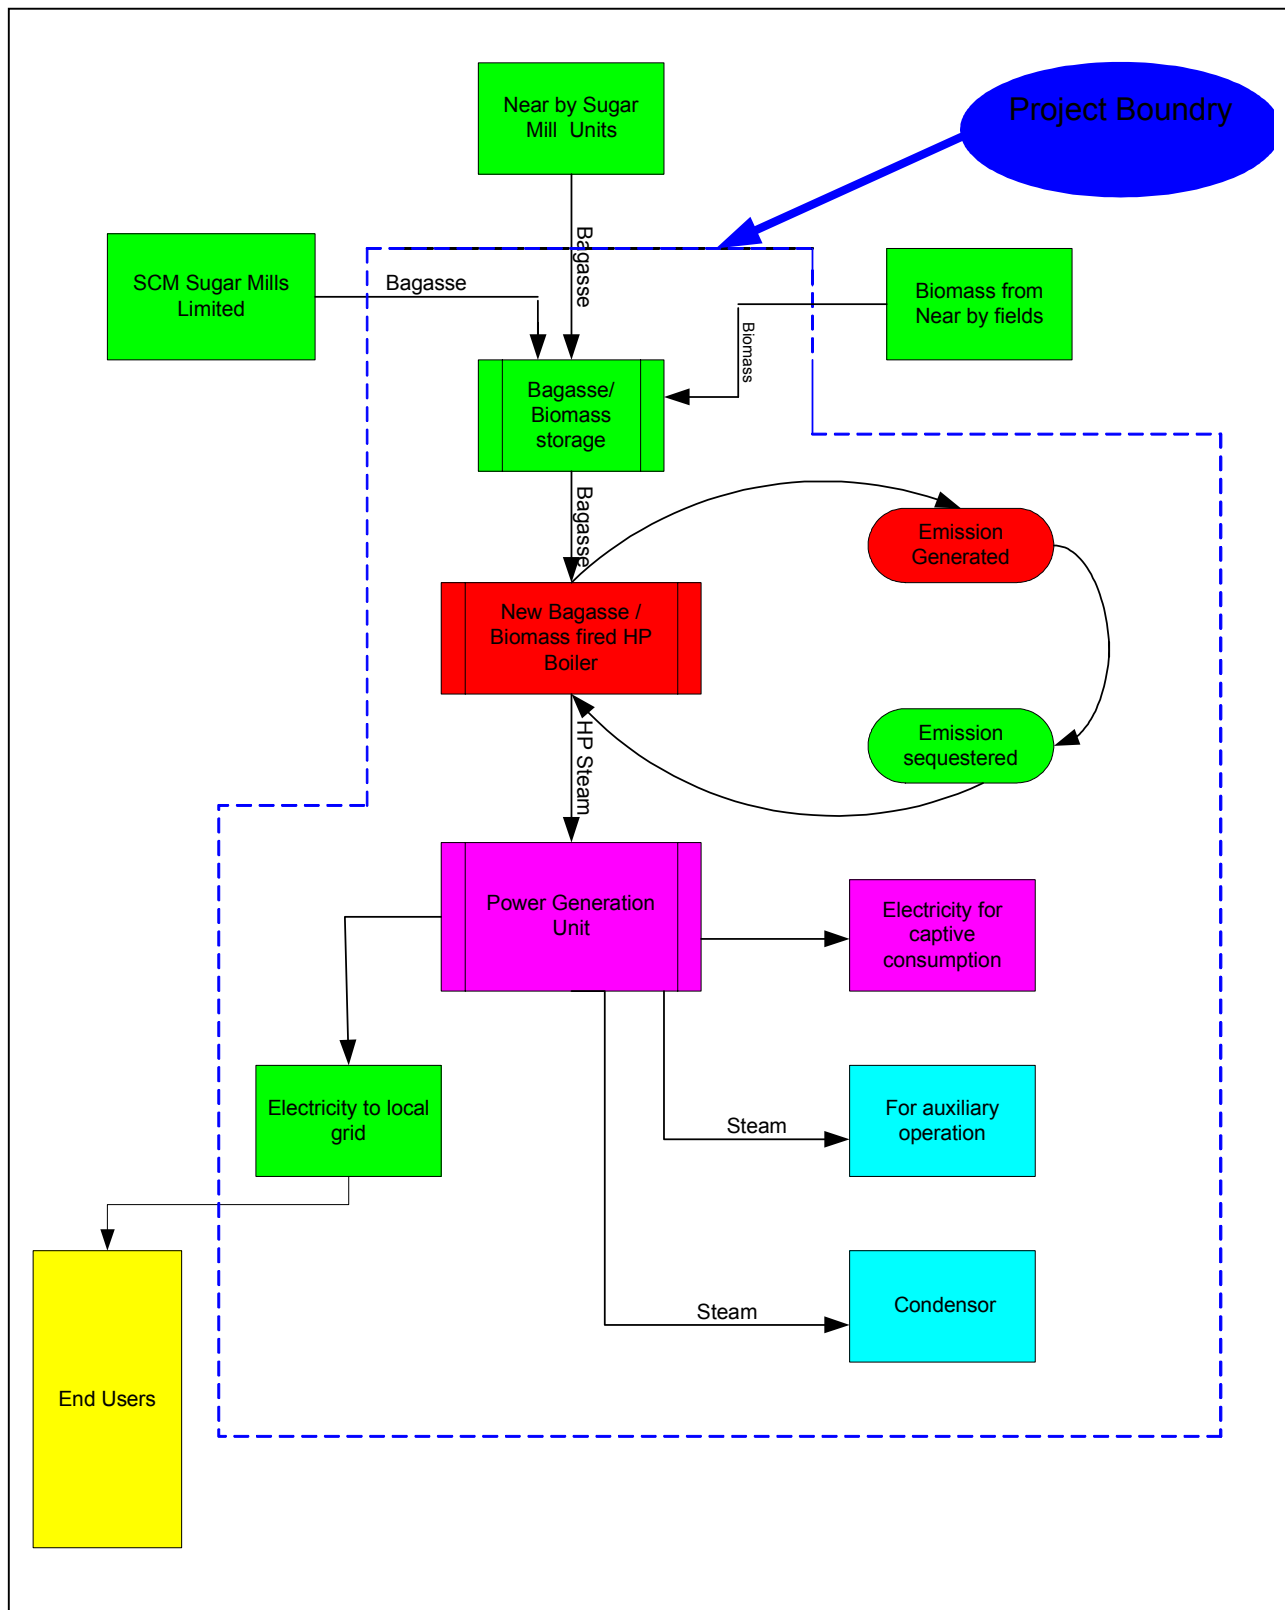 Near by Sugar
Mill  Units
Project Boundry
SCM Sugar Mills
Limited
Bagasse
Bagasse
Biomass from
Near by fields
Biomass
Bagasse/
Biomass
storage
Bagasse
Emission
Generated
New Bagasse /
Biomass fired HP
Boiler
Emission
sequestered
HP Steam
Power Generation
Unit
Electricity for
captive
consumption
Electricity to local
grid
Steam
For auxiliary
operation
Steam
Condensor
End Users